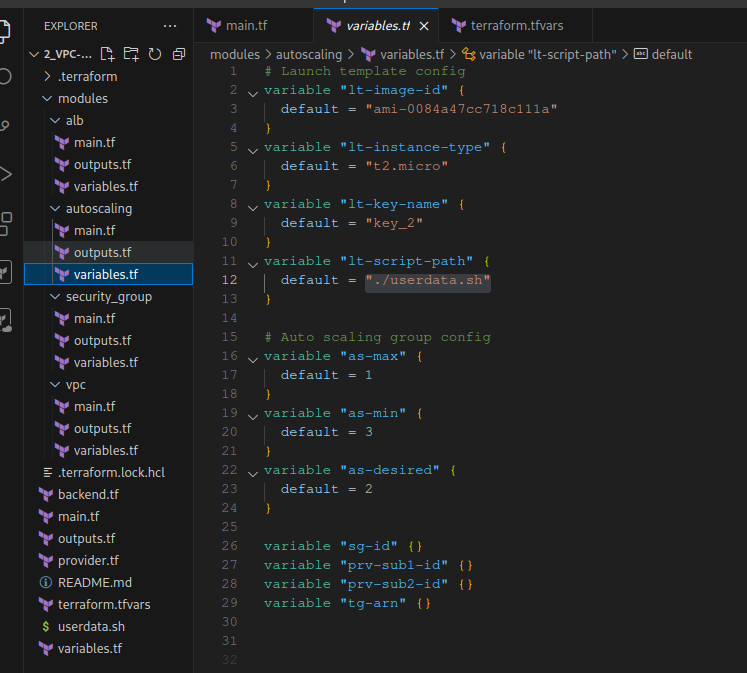 EXPLORER ...
main.tf
variables.tf
terraform.tfvars
2_VPC-...
.terraform
modules
alb
main.tf
outputs.tf
variables.tf
autoscaling
main.tf
outputs.tf
variables.tf
security_group
main.tf
outputs.tf
variables.tf
vpc
main.tf
outputs.tf
variables.tf
.terraform.lock.hcl
backend.tf
main.tf
outputs.tf
provider.tf
README.md
terraform.tfvars
$ userdata.sh
variables.tf
modules > autoscaling > variables.tf > variable "lt-script-path" > abc default
1 # Launch template config
2 variable "lt-image-id" {
3 default = "ami-0084a47cc718c111a"
4 }
5 variable "lt-instance-type" {
6 default = "t2.micro"
7 }
8 variable "lt-key-name" {
9 default = "key_2"
10 }
11 variable "lt-script-path" {
12 default = "./userdata.sh"
13 }
14
15 # Auto scaling group config
16 variable "as-max" {
17 default = 1
18 }
19 variable "as-min" {
20 default = 3
21 }
22 variable "as-desired" {
23 default = 2
24 }
25
26 variable "sg-id" {}
27 variable "prv-sub1-id" {}
28 variable "prv-sub2-id" {}
29 variable "tg-arn" {}
30
31
32